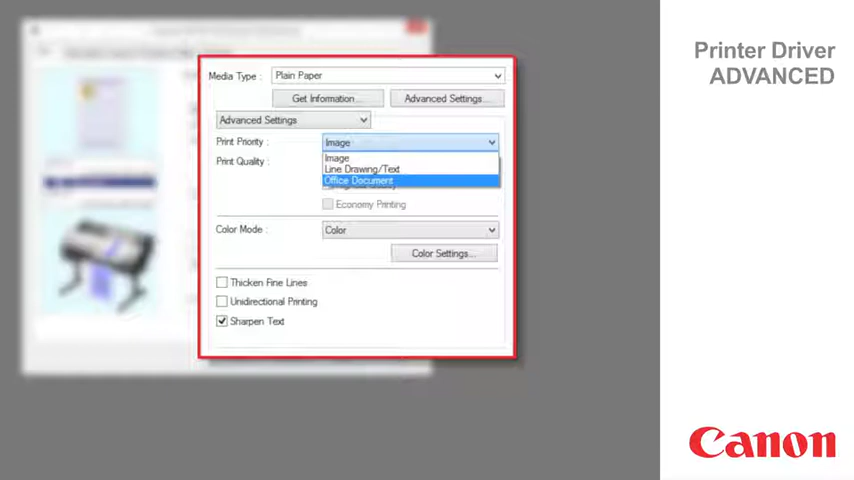 Printer Driver
ADVANCED
Media Type : Plain Paper
Get Information... Advanced Settings...
Advanced Settings
Print Priority : Image
Image
Print Quality :
Line Drawing/Text
Office Document
Economy Printing
Color Mode : Color
Color Settings...
Thicken Fine Lines
Unidirectional Printing
Sharpen Text
Canon